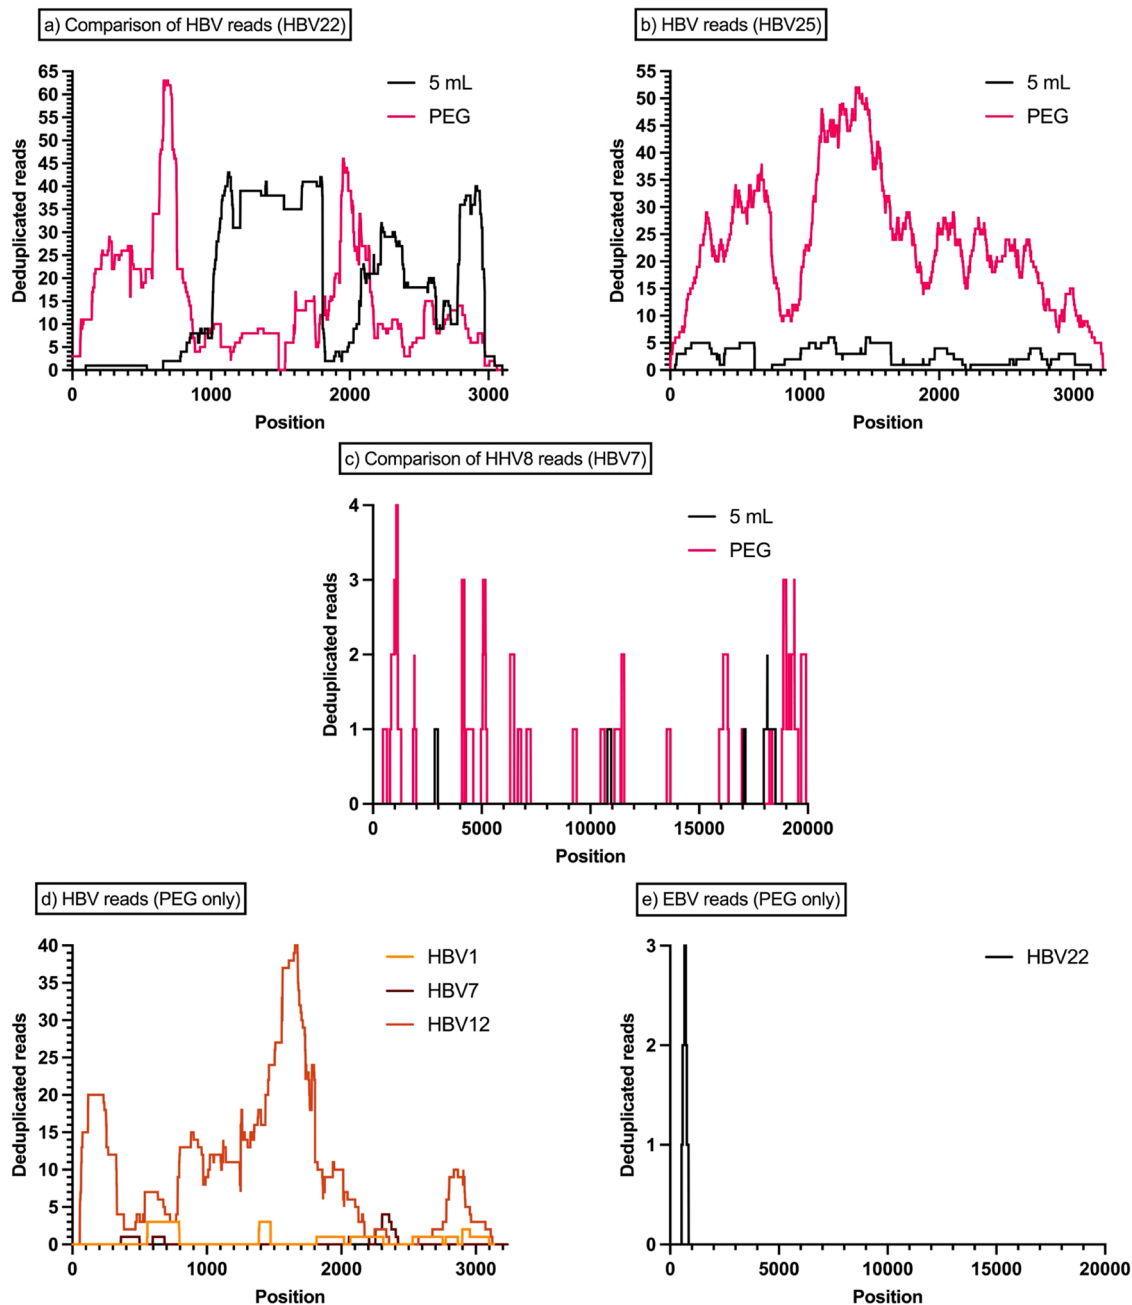 a) Comparison of HBV reads (HBV22)
65
60
55
50
45
40
35
30
25
20
15
10
5
0
Deduplicated reads
5 mL
PEG
0
1000
2000
3000
Position
b) HBV reads (HBV25)
55
50
45
40
35
30
25
20
15
10
5
0
Deduplicated reads
5 mL
PEG
0
1000
2000
3000
Position
c) Comparison of HHV8 reads (HBV7)
4
3
2
1
0
Deduplicated reads
5 mL
PEG
0
5000
10000
15000
20000
Position
d) HBV reads (PEG only)
40
35
30
25
20
15
10
5
0
Deduplicated reads
HBV1
HBV7
HBV12
0
1000
2000
3000
Position
e) EBV reads (PEG only)
3
2
1
0
Deduplicated reads
HBV22
0
5000
10000
15000
20000
Position